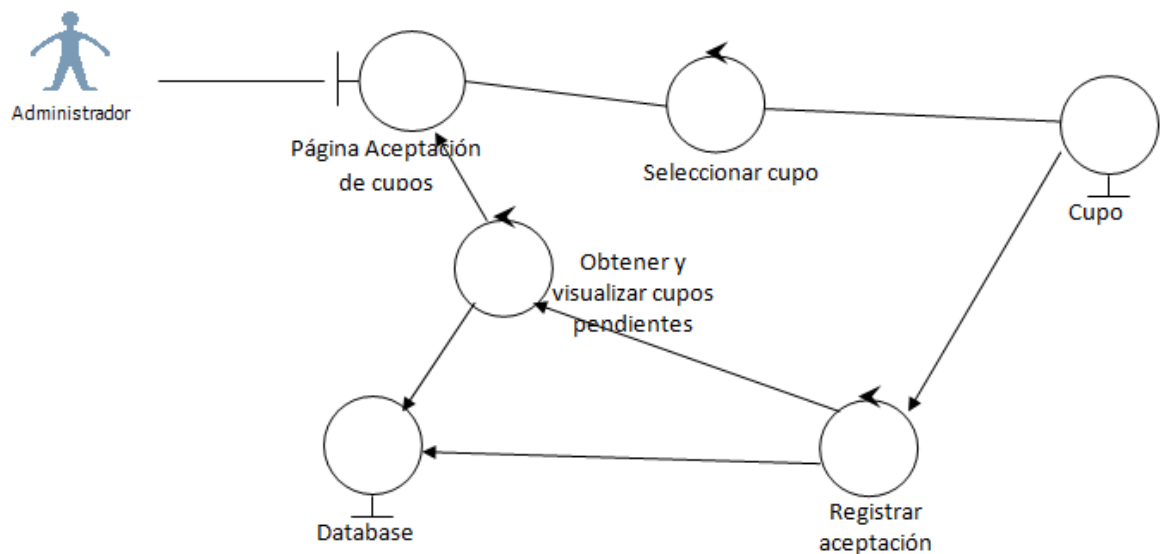 Administrador
Página Aceptación
de cupos
Seleccionar cupo
Cupo
Obtener y
visualizar cupos
pendientes
Database
Registrar
aceptación